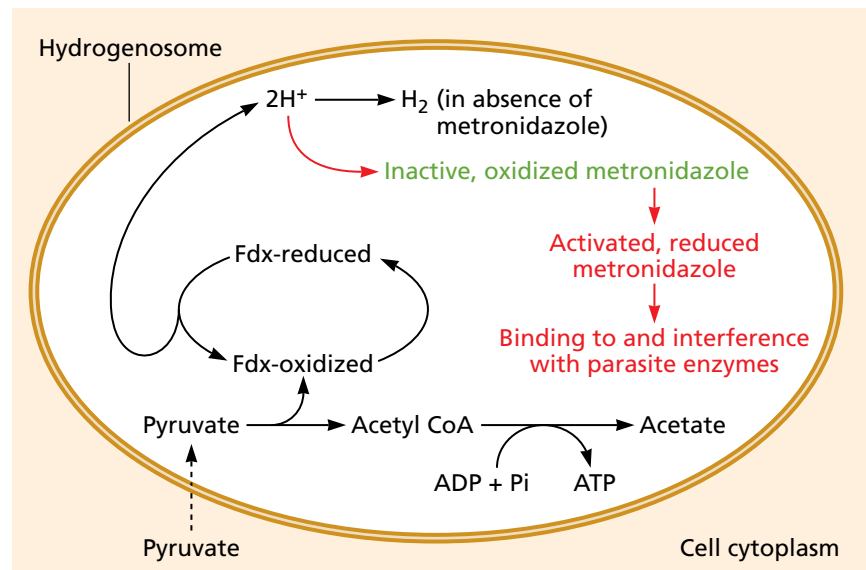 Hydrogenosome
2H⁺
H₂ (in absence of
metronidazole)
Inactive, oxidized metronidazole
Activated, reduced
metronidazole
Fdx-reduced
Binding to and interference
with parasite enzymes
Fdx-oxidized
Pyruvate
Acetyl CoA
Acetate
ADP + Pi
ATP
Pyruvate
Cell cytoplasm